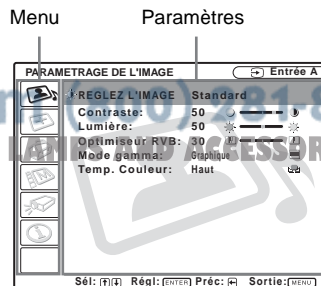 Menu Paramètres
PARAMETRAGE DE L'IMAGE Entrée A
REGLEZ L'IMAGE Standard
Contraste: 50
Lumière: 50
Optimiseur RVB: 30
Mode gamma: Graphique
Temp. Couleur: Haut
Sél: Régl: ENTER Préc: Sortie: MENU